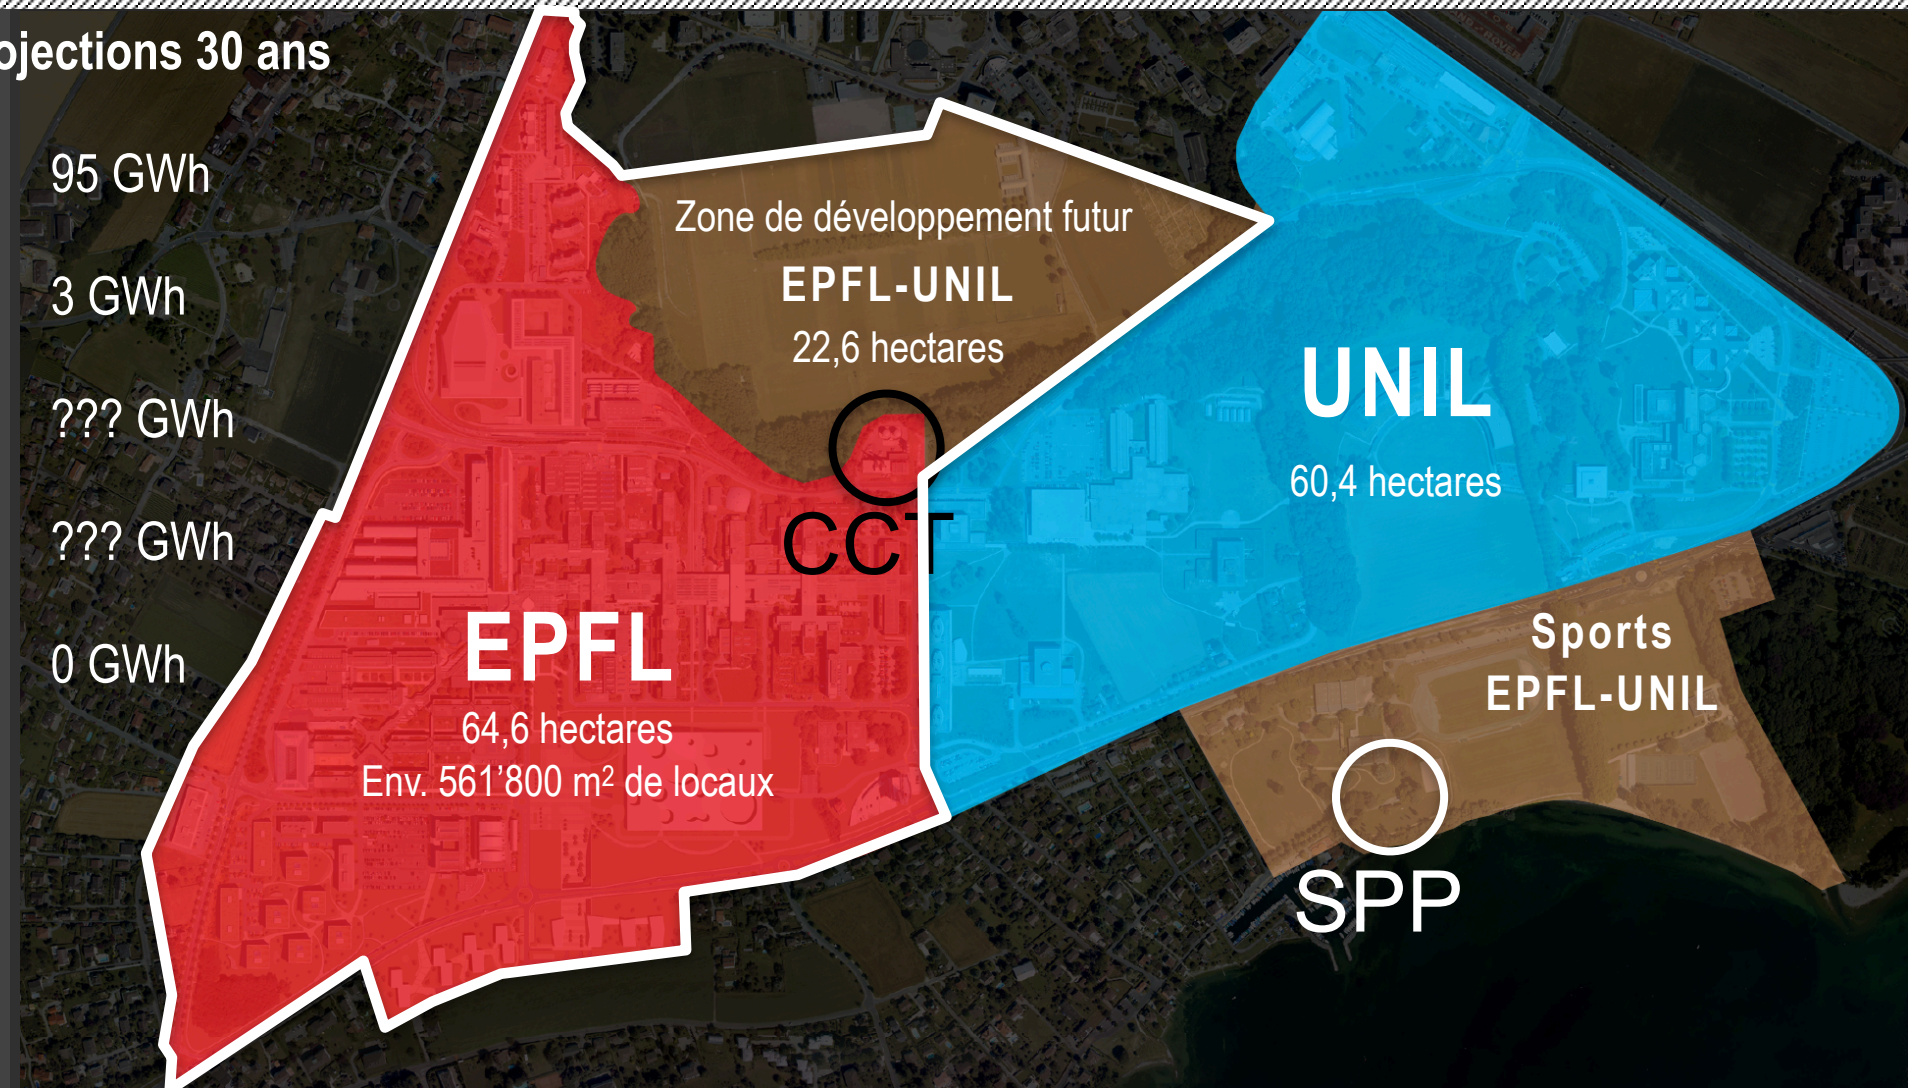 ojections 30 ans
95 GWh
3 GWh
??? GWh
??? GWh
0 GWh
Zone de développement futur
EPFL-UNIL
22,6 hectares
CCT
EPFL
64,6 hectares
Env. 561'800 m² de locaux
UNIL
60,4 hectares
Sports
EPFL-UNIL
SPP